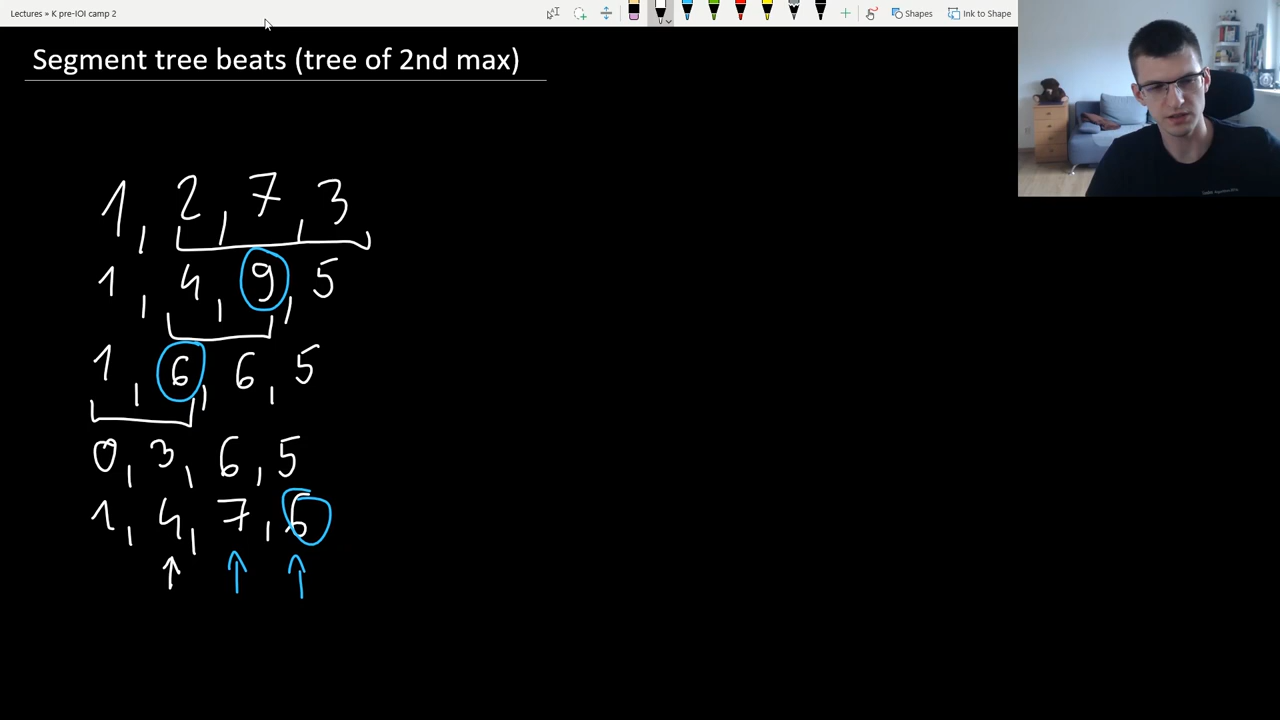 Lectures » K pre-IOI camp 2
Shapes
Ink to Shape
Segment tree beats (tree of 2nd max)
1, 2, 7, 3
1, 4, 9, 5
1, 6, 6, 5
0, 3, 6, 5
1, 4, 7, 6